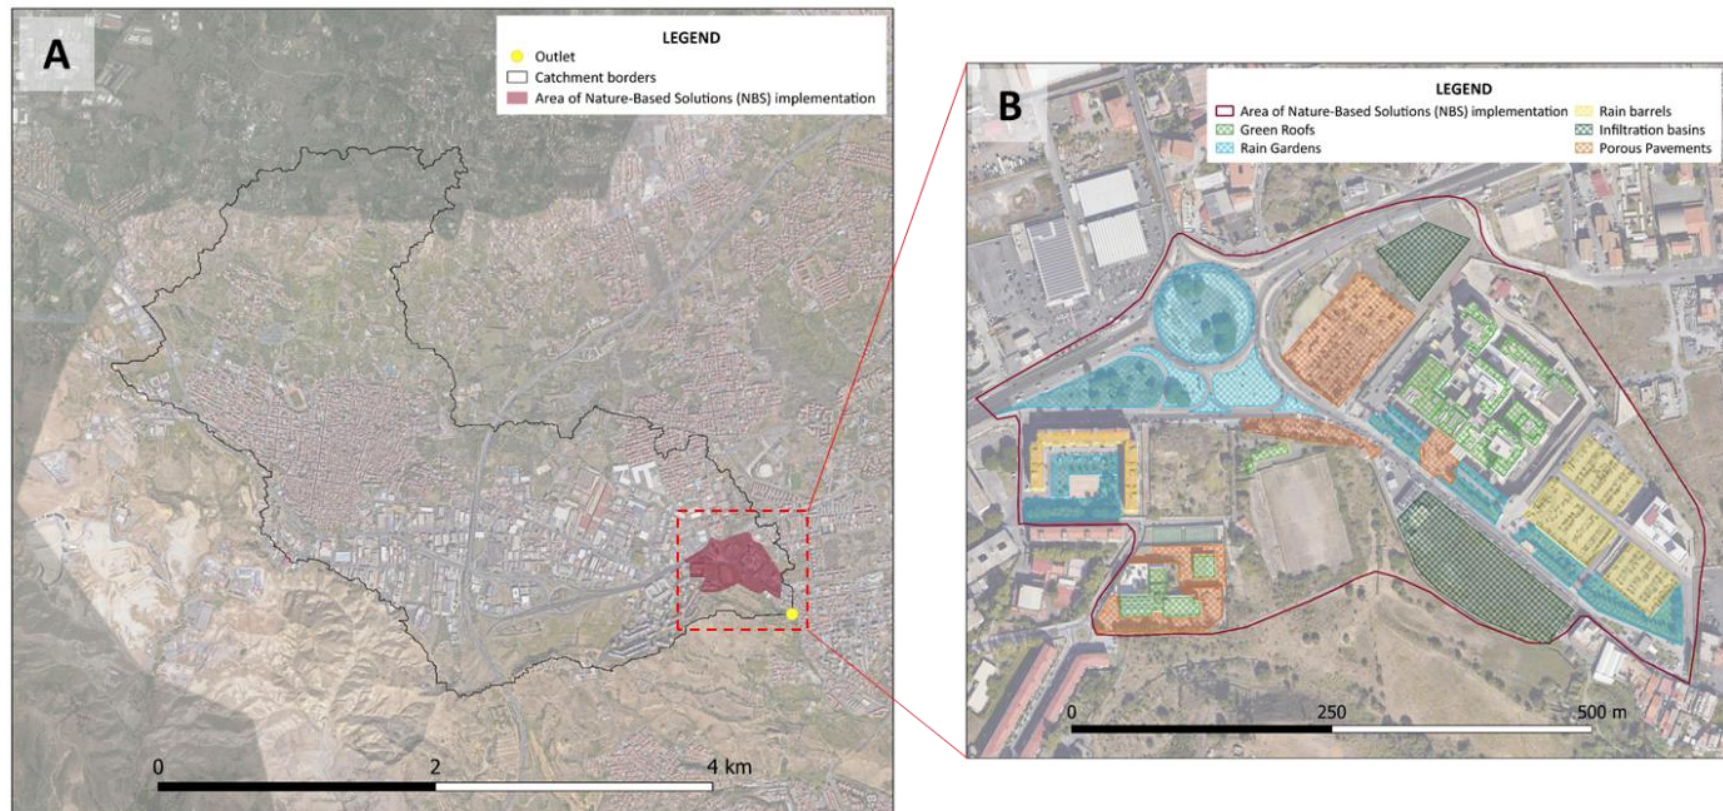 A
LEGEND
Outlet
Catchment borders
Area of Nature-Based Solutions (NBS) implementation
0 2 4 km
B
LEGEND
Area of Nature-Based Solutions (NBS) implementation
Green Roofs
Rain Gardens
Rain barrels
Infiltration basins
Porous Pavements
0 250 500 m